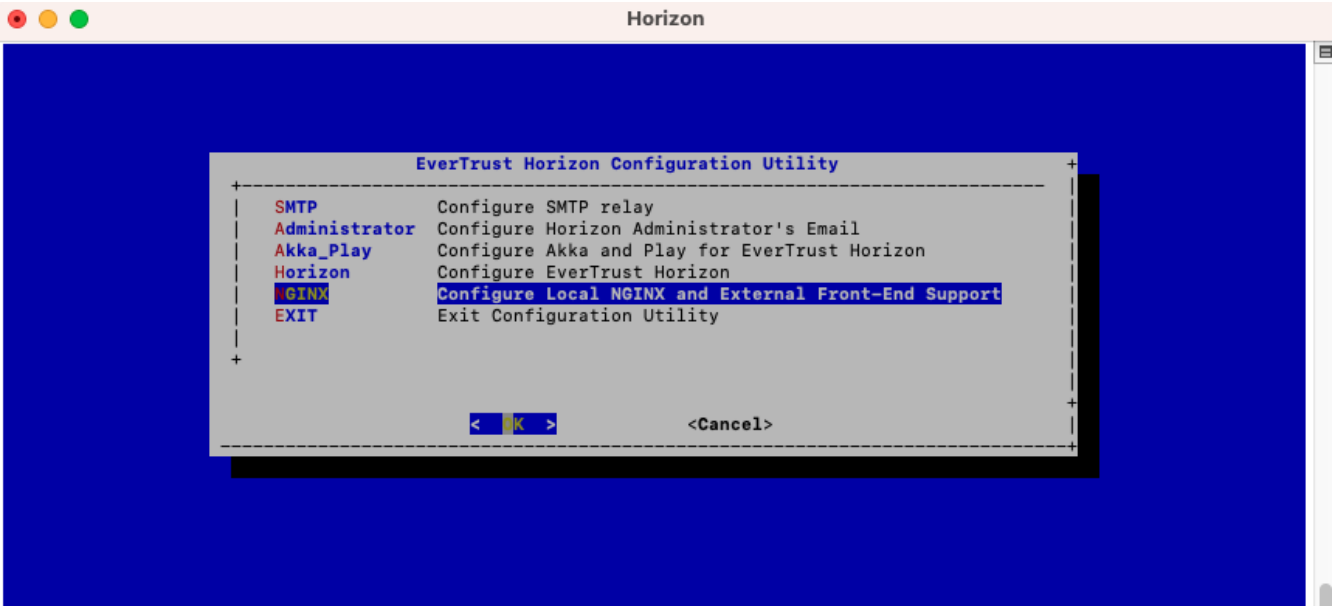 Horizon
EverTrust Horizon Configuration Utility
SMTP Configure SMTP relay
Administrator Configure Horizon Administrator's Email
Akka_Play Configure Akka and Play for EverTrust Horizon
Horizon Configure EverTrust Horizon
NGINX Configure Local NGINX and External Front-End Support
EXIT Exit Configuration Utility
< OK > <Cancel>